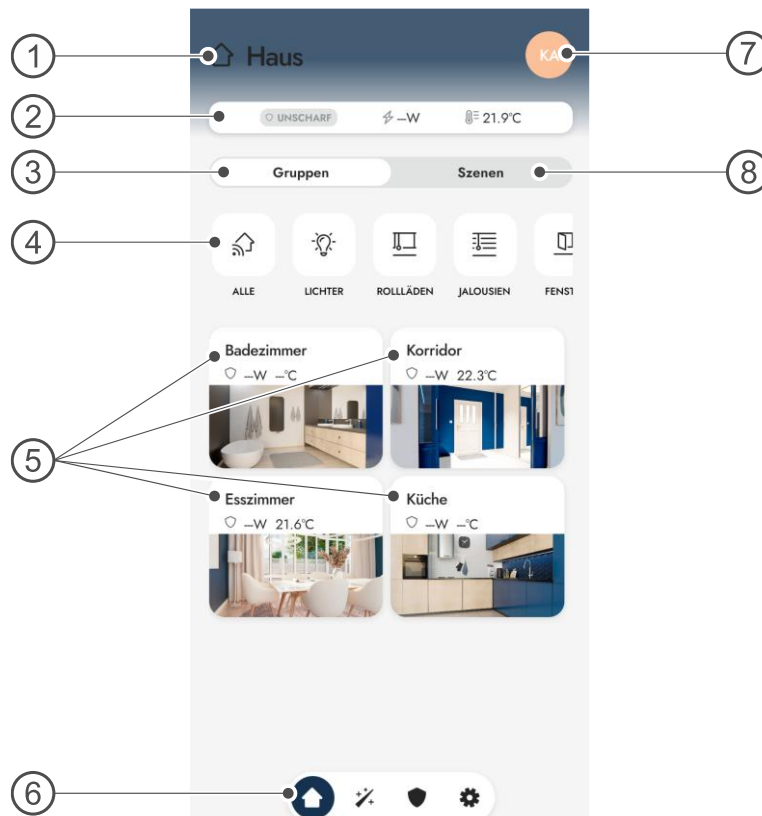 1 Haus KA 7
2 UNSCHARF –W 21.9°C
3 Gruppen Szenen 8
4
ALLE LICHTER ROLLLÄDEN JALOUSIEN FENST
Badezimmer Korridor
–W –°C –W 22.3°C
5
Esszimmer Küche
–W 21.6°C –W –°C
6